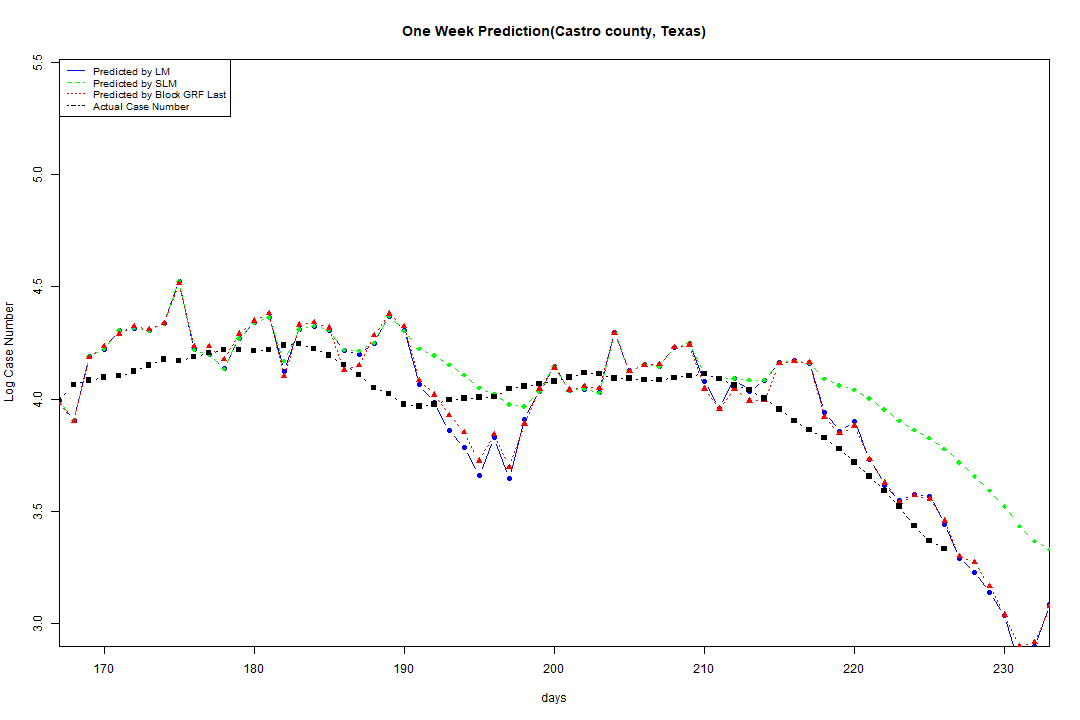 One Week Prediction(Castro county, Texas)
Predicted by LM
Predicted by SLM
Predicted by Block GRF Last
Actual Case Number
5.5
5.0
4.5
4.0
3.5
3.0
Log Case Number
170 180 190 200 210 220 230
days